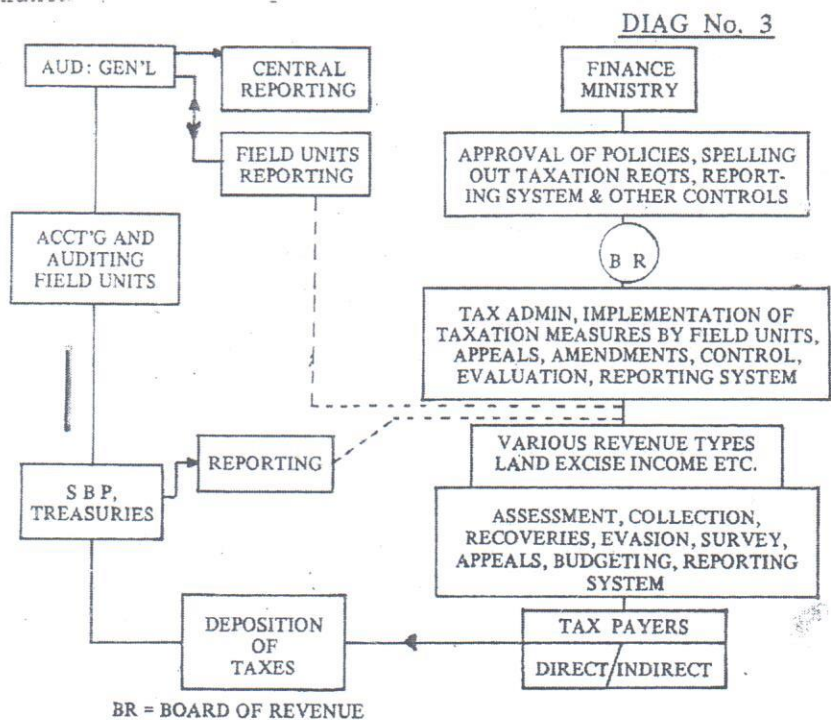 DIAG No. 3
AUD: GEN'L
CENTRAL
REPORTING
FIELD UNITS
REPORTING
ACCT'G AND
AUDITING
FIELD UNITS
S B P,
TREASURIES
REPORTING
DEPOSITION
OF
TAXES
FINANCE
MINISTRY
APPROVAL OF POLICIES, SPELLING
OUT TAXATION REQTS, REPORT-
ING SYSTEM & OTHER CONTROLS
B R
TAX ADMIN, IMPLEMENTATION OF
TAXATION MEASURES BY FIELD UNITS,
APPEALS, AMENDMENTS, CONTROL,
EVALUATION, REPORTING SYSTEM
VARIOUS REVENUE TYPES
LAND EXCISE INCOME ETC.
ASSESSMENT, COLLECTION,
RECOVERIES, EVASION, SURVEY,
APPEALS, BUDGETING, REPORTING
SYSTEM
TAX PAYERS
DIRECT/INDIRECT
BR = BOARD OF REVENUE